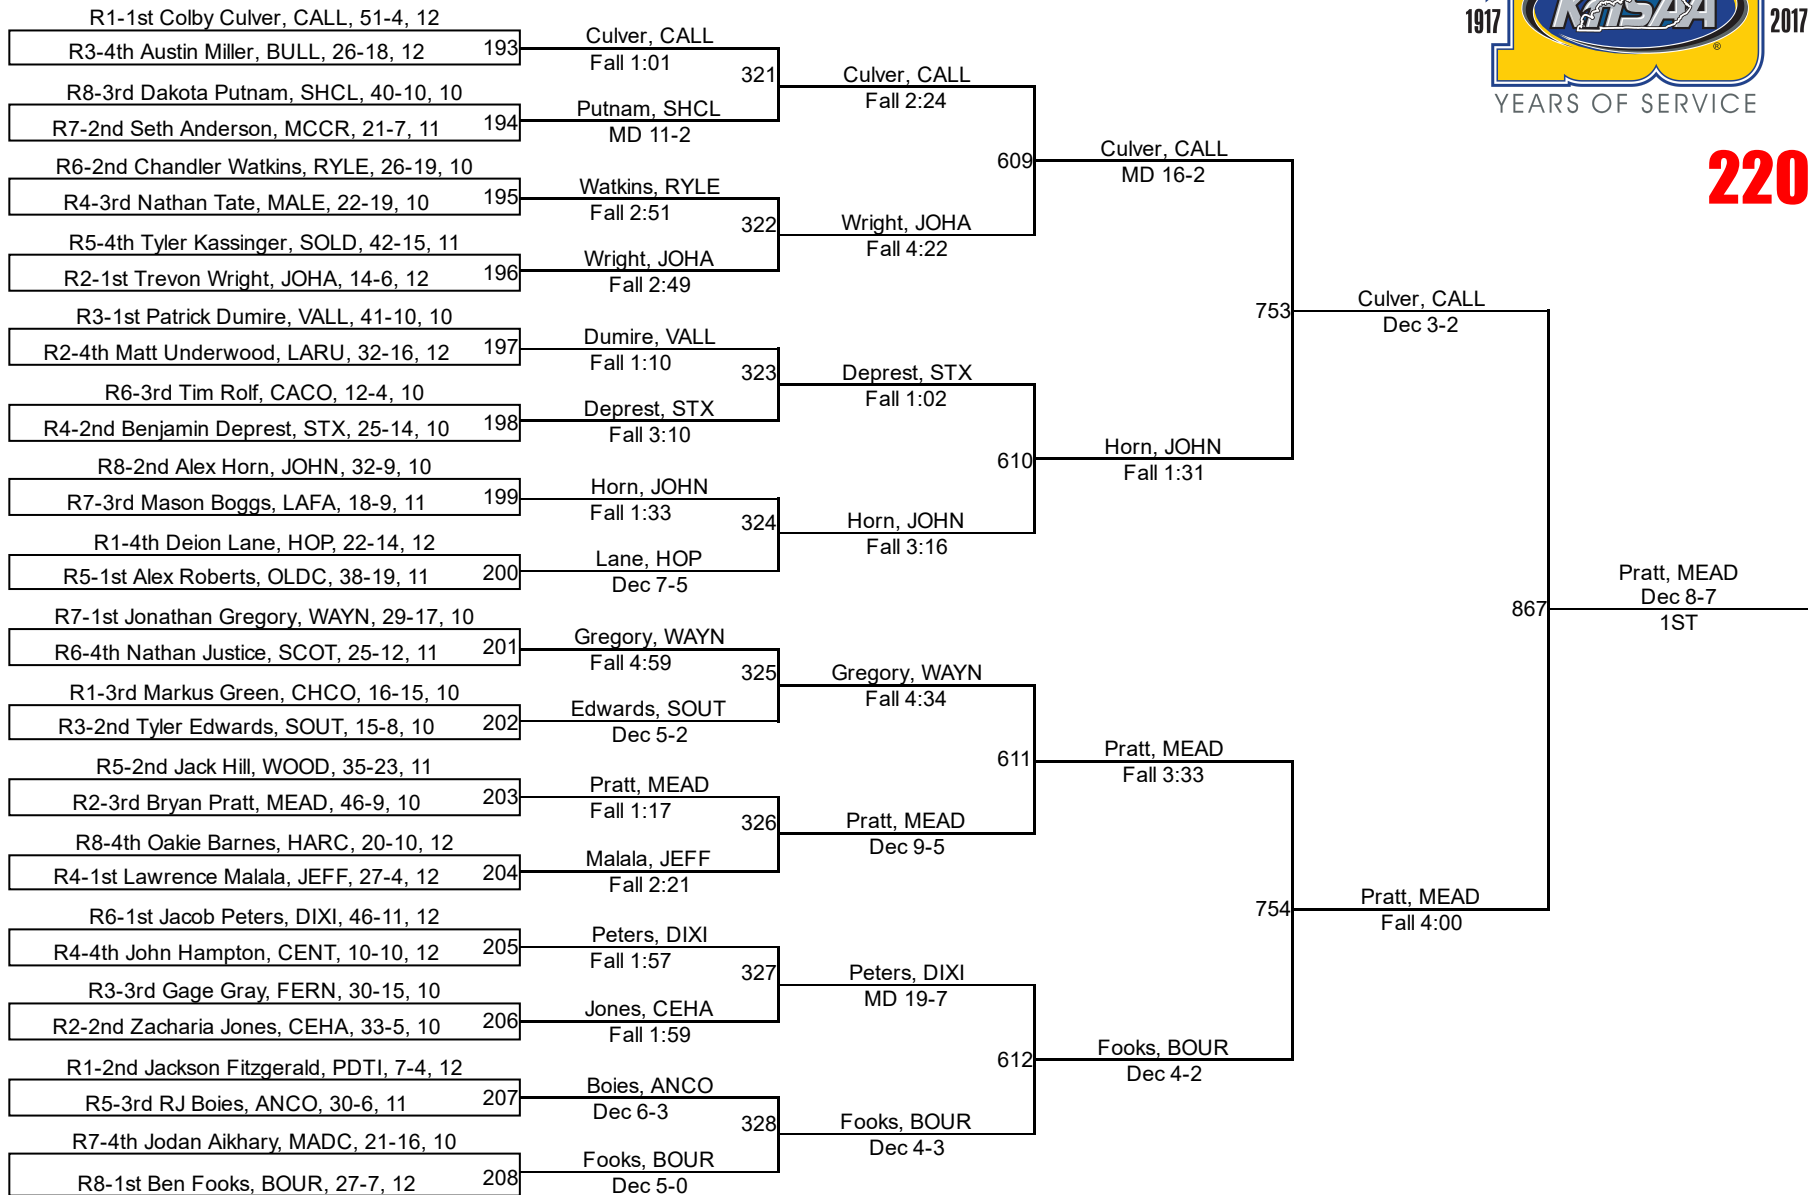 R1-1st Colby Culver, CALL, 51-4, 12
R3-4th Austin Miller, BULL, 26-18, 12
193
R8-3rd Dakota Putnam, SHCL, 40-10, 10
R7-2nd Seth Anderson, MCCR, 21-7, 11
194
R6-2nd Chandler Watkins, RYLE, 26-19, 10
R4-3rd Nathan Tate, MALE, 22-19, 10
195
R5-4th Tyler Kassinger, SOLD, 42-15, 11
R2-1st Trevon Wright, JOHA, 14-6, 12
196
R3-1st Patrick Dumire, VALL, 41-10, 10
R2-4th Matt Underwood, LARU, 32-16, 12
197
R6-3rd Tim Rolf, CACO, 12-4, 10
R4-2nd Benjamin Deprest, STX, 25-14, 10
198
R8-2nd Alex Horn, JOHN, 32-9, 10
R7-3rd Mason Boggs, LAFA, 18-9, 11
199
R1-4th Deion Lane, HOP, 22-14, 12
R5-1st Alex Roberts, OLDC, 38-19, 11
200
R7-1st Jonathan Gregory, WAYN, 29-17, 10
R6-4th Nathan Justice, SCOT, 25-12, 11
201
R1-3rd Markus Green, CHCO, 16-15, 10
R3-2nd Tyler Edwards, SOUT, 15-8, 10
202
R5-2nd Jack Hill, WOOD, 35-23, 11
R2-3rd Bryan Pratt, MEAD, 46-9, 10
203
R8-4th Oakie Barnes, HARC, 20-10, 12
R4-1st Lawrence Malala, JEFF, 27-4, 12
204
R6-1st Jacob Peters, DIXI, 46-11, 12
R4-4th John Hampton, CENT, 10-10, 12
205
R3-3rd Gage Gray, FERN, 30-15, 10
R2-2nd Zacharia Jones, CEHA, 33-5, 10
206
R1-2nd Jackson Fitzgerald, PDTI, 7-4, 12
R5-3rd RJ Boies, ANCO, 30-6, 11
207
R7-4th Jodan Aikhary, MADC, 21-16, 10
R8-1st Ben Fooks, BOUR, 27-7, 12
208
Culver, CALL
Fall 1:01
321
Putnam, SHCL
MD 11-2
Watkins, RYLE
Fall 2:51
322
Wright, JOHA
Fall 2:49
Dumire, VALL
Fall 1:10
323
Deprest, STX
Fall 3:10
Horn, JOHN
Fall 1:33
324
Lane, HOP
Dec 7-5
Gregory, WAYN
Fall 4:59
325
Edwards, SOUT
Dec 5-2
Pratt, MEAD
Fall 1:17
326
Malala, JEFF
Fall 2:21
Peters, DIXI
Fall 1:57
327
Jones, CEHA
Fall 1:59
Boies, ANCO
Dec 6-3
328
Fooks, BOUR
Dec 5-0
Culver, CALL
Fall 2:24
609
Wright, JOHA
Fall 4:22
Deprest, STX
Fall 1:02
610
Horn, JOHN
Fall 3:16
Gregory, WAYN
Fall 4:34
611
Pratt, MEAD
Dec 9-5
Peters, DIXI
MD 19-7
612
Fooks, BOUR
Dec 4-3
Culver, CALL
MD 16-2
753
Horn, JOHN
Fall 1:31
Pratt, MEAD
Fall 3:33
754
Fooks, BOUR
Dec 4-2
Culver, CALL
Dec 3-2
867
Pratt, MEAD
Fall 4:00
Pratt, MEAD
Dec 8-7
1ST
1917
KHSAA
®
2017
YEARS OF SERVICE
220